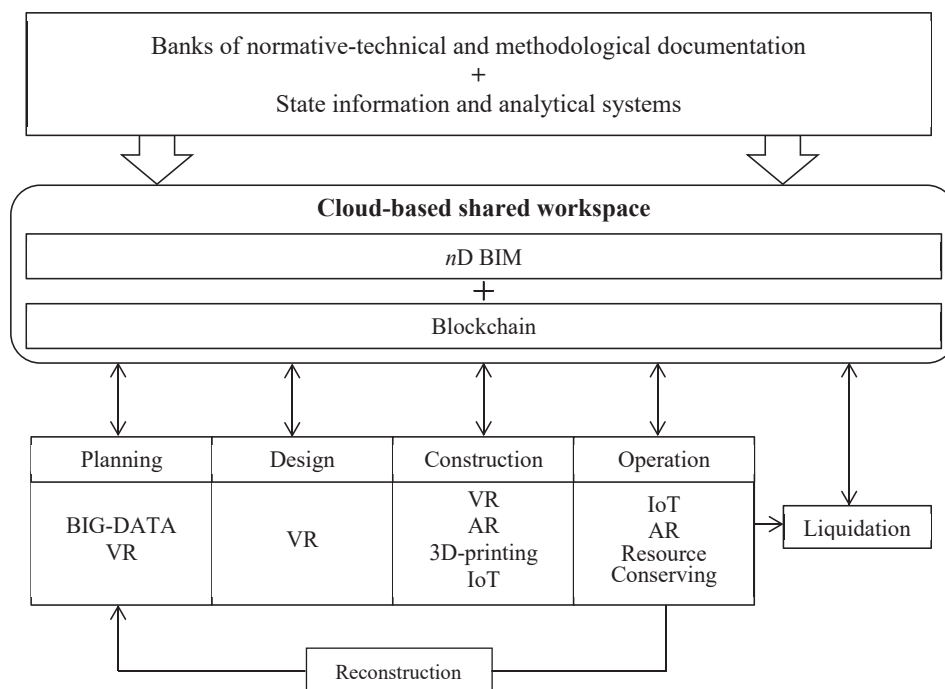 Banks of normative-technical and methodological documentation
+
State information and analytical systems
Cloud-based shared workspace
nD BIM
+
Blockchain
Planning
Design
Construction
Operation
BIG-DATA
VR
VR
VR
AR
3D-printing
IoT
IoT
AR
Resource
Conserving
Liquidation
Reconstruction